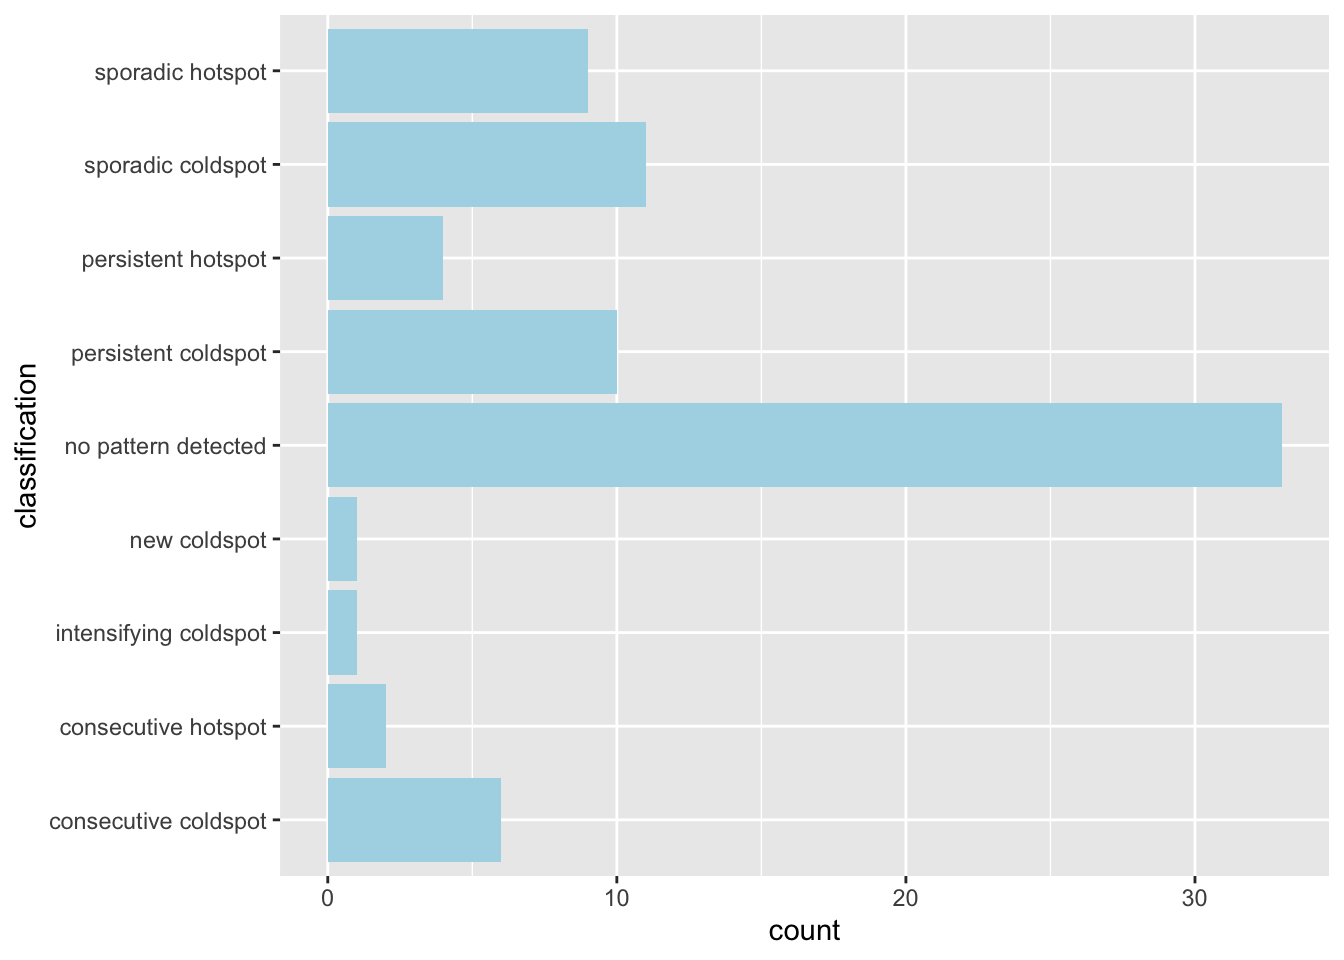 sporadic hotspot
sporadic coldspot
persistent hotspot
persistent coldspot
no pattern detected
new coldspot
intensifying coldspot
consecutive hotspot
consecutive coldspot
classification
0 10 20 30
count